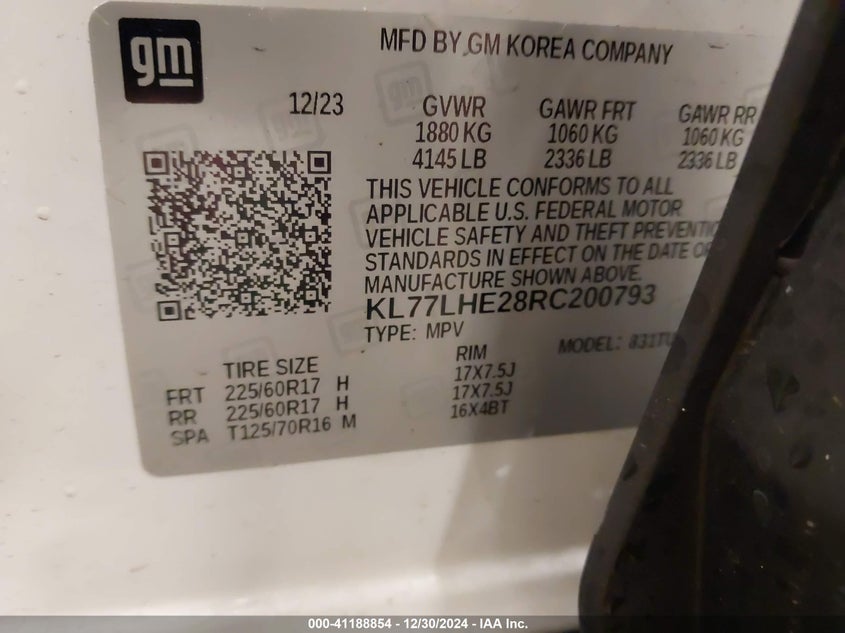 gm
MFD BY GM KOREA COMPANY
12/23 GVWR GAWR FRT GAWR RR
1880 KG 1060 KG 1060 KG
4145 LB 2336 LB 2336 LB
THIS VEHICLE CONFORMS TO ALL
APPLICABLE U.S. FEDERAL MOTOR
VEHICLE SAFETY AND THEFT PREVENTIO
STANDARDS IN EFFECT ON THE DATE OF
MANUFACTURE SHOWN ABOVE.
KL77LHE28RC200793
TYPE: MPV MODEL: 831TU
TIRE SIZE RIM
FRT 225/60R17 H 17X7.5J
RR 225/60R17 H 17X7.5J
SPA T125/70R16 M 16X4BT
000-41188854 - 12/30/2024 - IAA Inc.